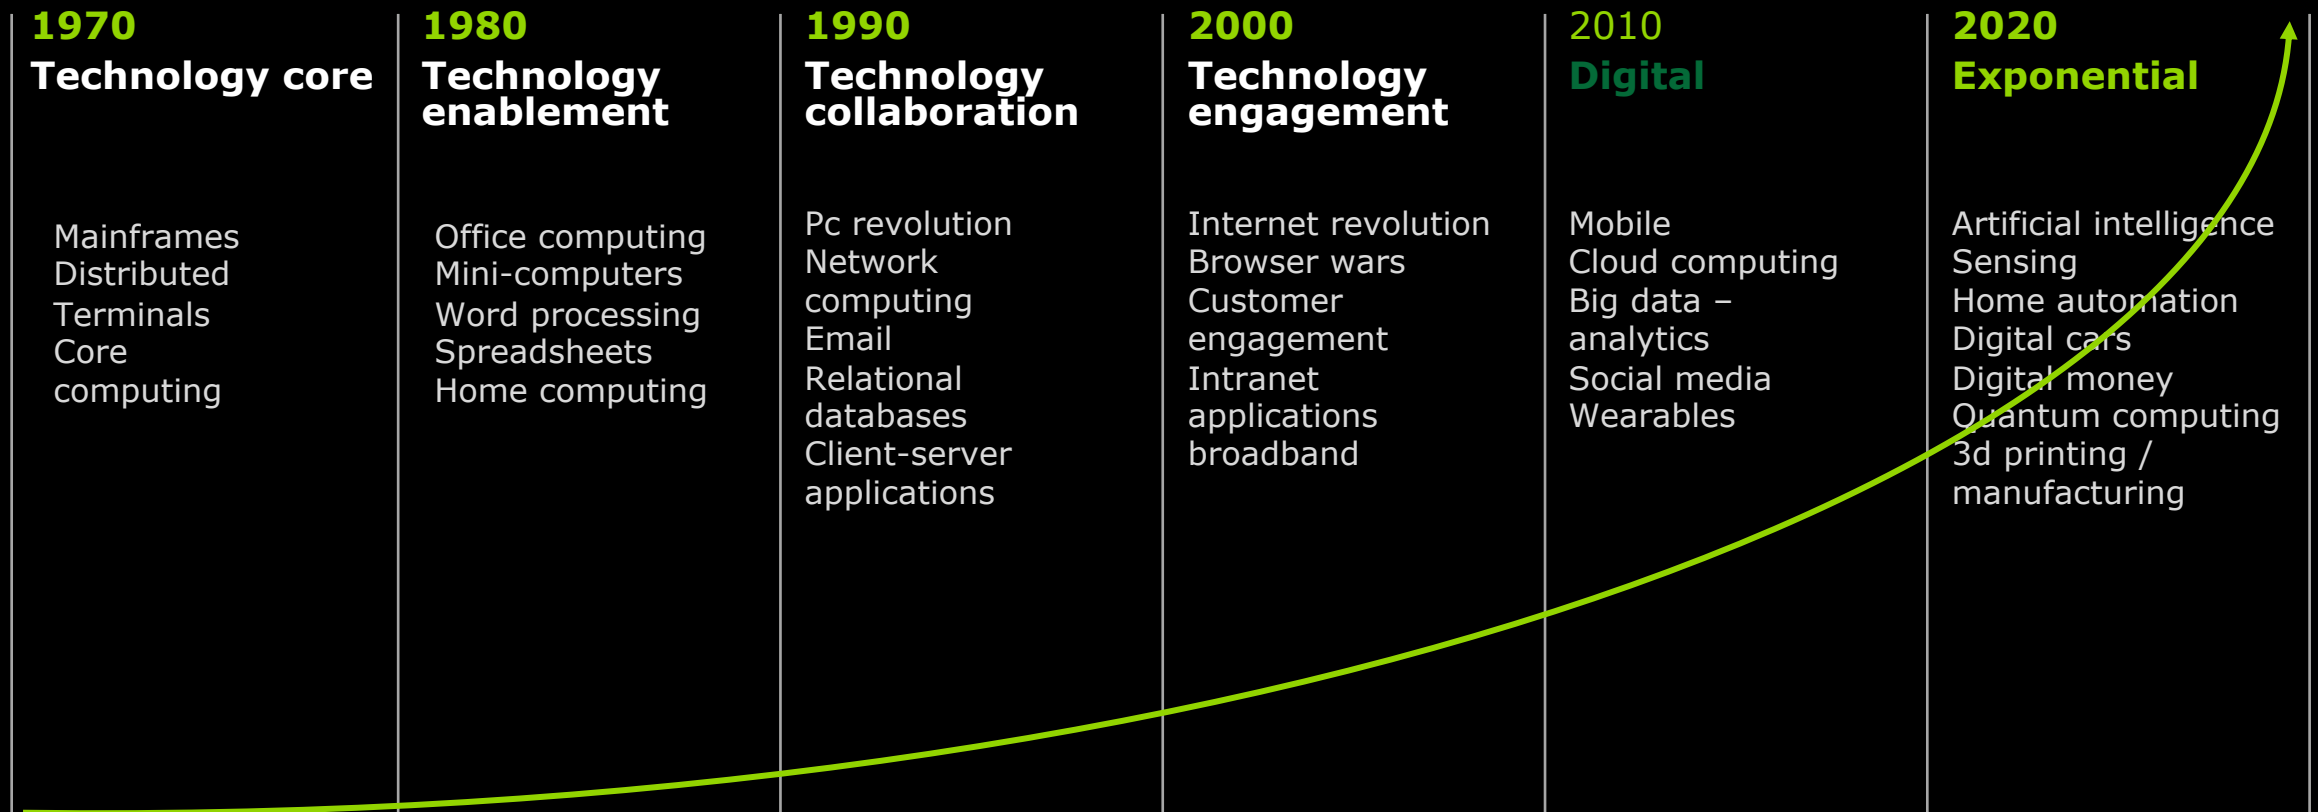 1970
Technology core
Mainframes
Distributed
Terminals
Core
computing
1980
Technology
enablement
Office computing
Mini-computers
Word processing
Spreadsheets
Home computing
1990
Technology
collaboration
Pc revolution
Network
computing
Email
Relational
databases
Client-server
applications
2000
Technology
engagement
Internet revolution
Browser wars
Customer
engagement
Intranet
applications
broadband
2010
Digital
Mobile
Cloud computing
Big data –
analytics
Social media
Wearables
2020
Exponential
Artificial intelligence
Sensing
Home automation
Digital cars
Digital money
Quantum computing
3d printing /
manufacturing